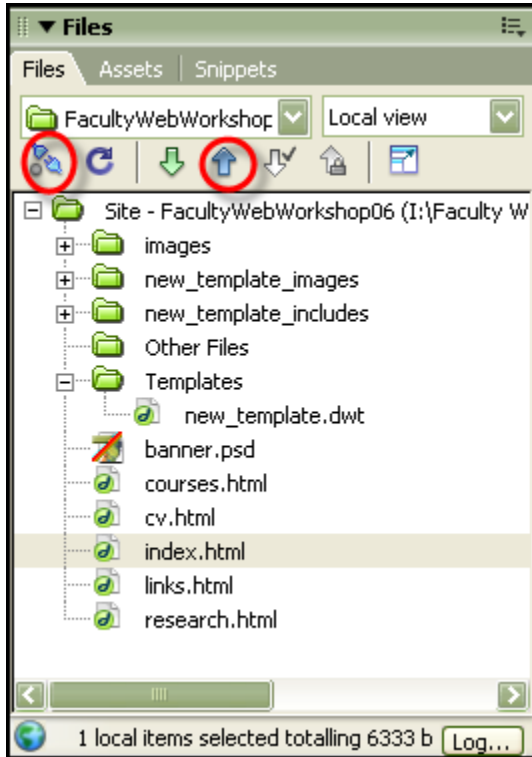 Files
Files Assets Snippets
FacultyWebWorkshop Local view
Site - FacultyWebWorkshop06 (I:\Faculty W
images
new_template_images
new_template_includes
Other Files
Templates
new_template.dwt
banner.psd
courses.html
cv.html
index.html
links.html
research.html
1 local items selected totalling 6333 b Log...